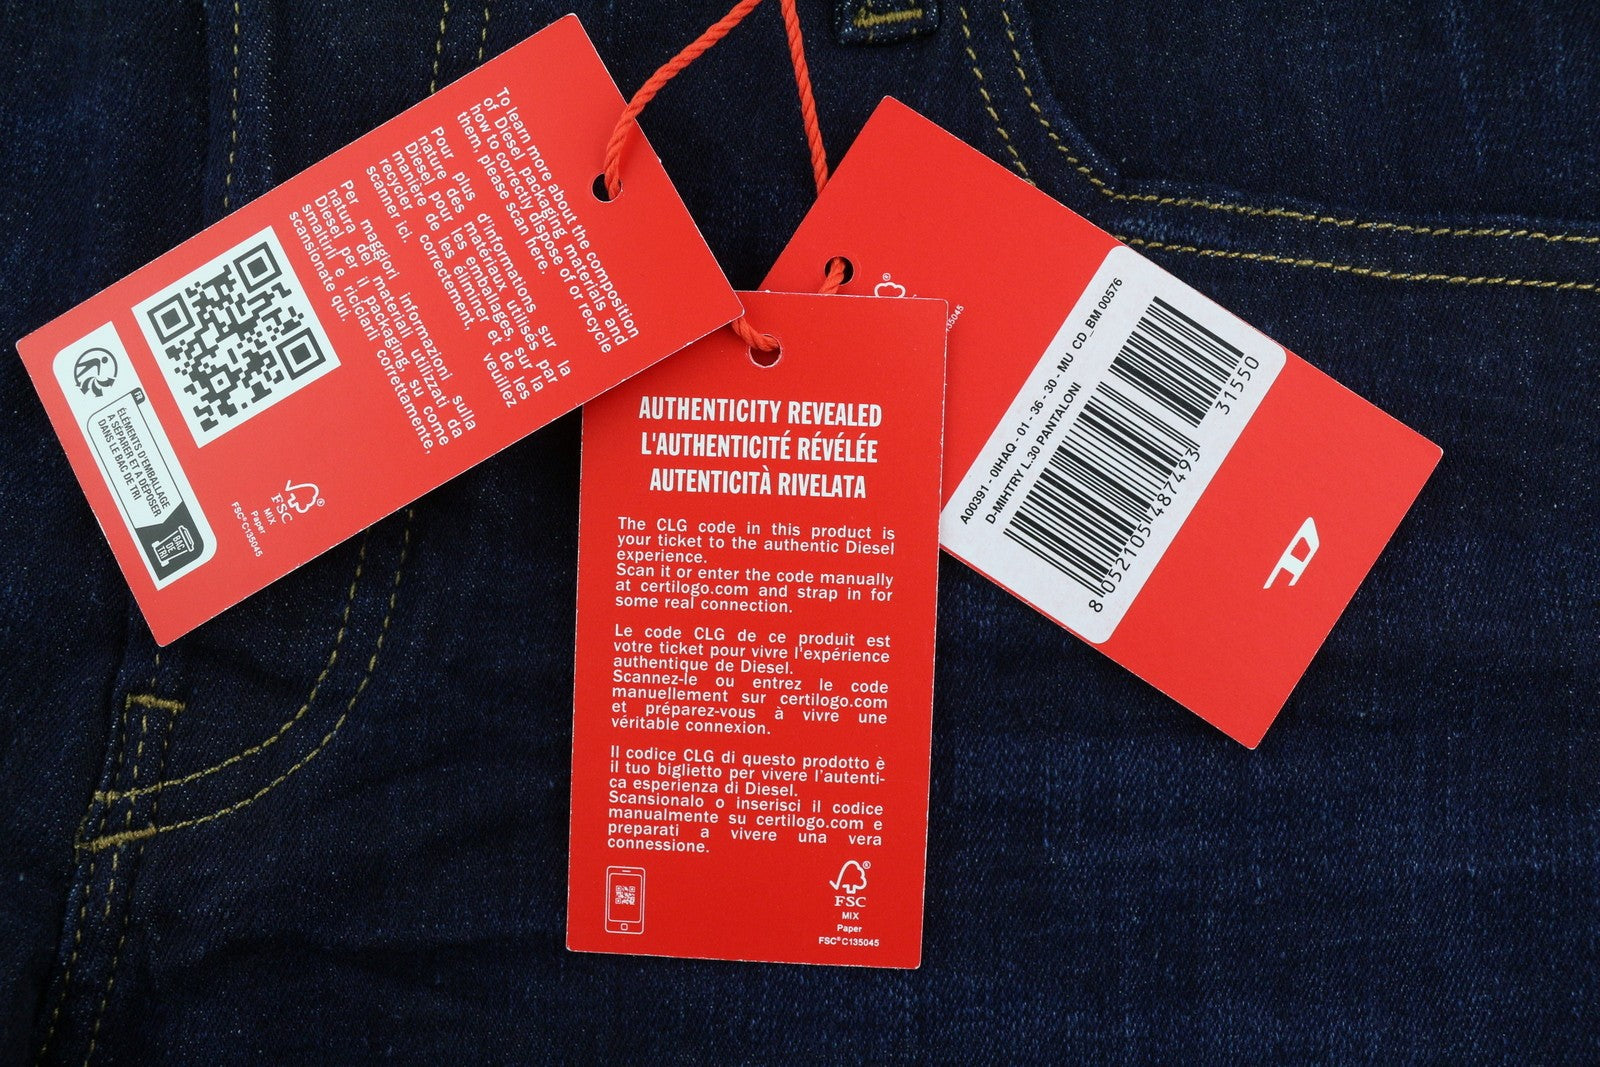 To learn more about the composition
of Diesel packaging materials and
how to correctly dispose of or recycle
them, please scan here.
Pour plus d'informations sur la
nature des matériaux utilisés par
Diesel pour les emballages, sur la
manière de les éliminer et de les
recycler correctement, veuillez
scanner ici.
Per maggiori informazioni sulla
natura dei materiali utilizzati da
Diesel per il packaging, su come
smaltirli e riciclarli correttamente,
scansionate qui.
FR
ÉLÉMENTS D'EMBALLAGE
À SÉPARER ET À DÉPOSER
DANS LE BAC DE TRI
BAC
DE
TRI
FSC
MIX
Paper
FSC® C135045
AUTHENTICITY REVEALED
L'AUTHENTICITÉ RÉVÉLÉE
AUTENTICITÀ RIVELATA
The CLG code in this product is
your ticket to the authentic Diesel
experience.
Scan it or enter the code manually
at certilogo.com and strap in for
some real connection.
Le code CLG de ce produit est
votre ticket pour vivre l'expérience
authentique de Diesel.
Scannez-le ou entrez le code
manuellement sur certilogo.com
et préparez-vous à vivre une
véritable connexion.
Il codice CLG di questo prodotto è
il tuo biglietto per vivere l'autenti-
ca esperienza di Diesel.
Scansionalo o inserisci il codice
manualmente su certilogo.com e
preparati a vivere una vera
connessione.
®
FSC
MIX
Paper
FSC® C135045
®
135045
A00391 - 0IHAQ - 01 - 36 - 30 - MU CD_BM 00576
D-MIHTRY L.30 PANTALONI
8 052105 487493
31550
D